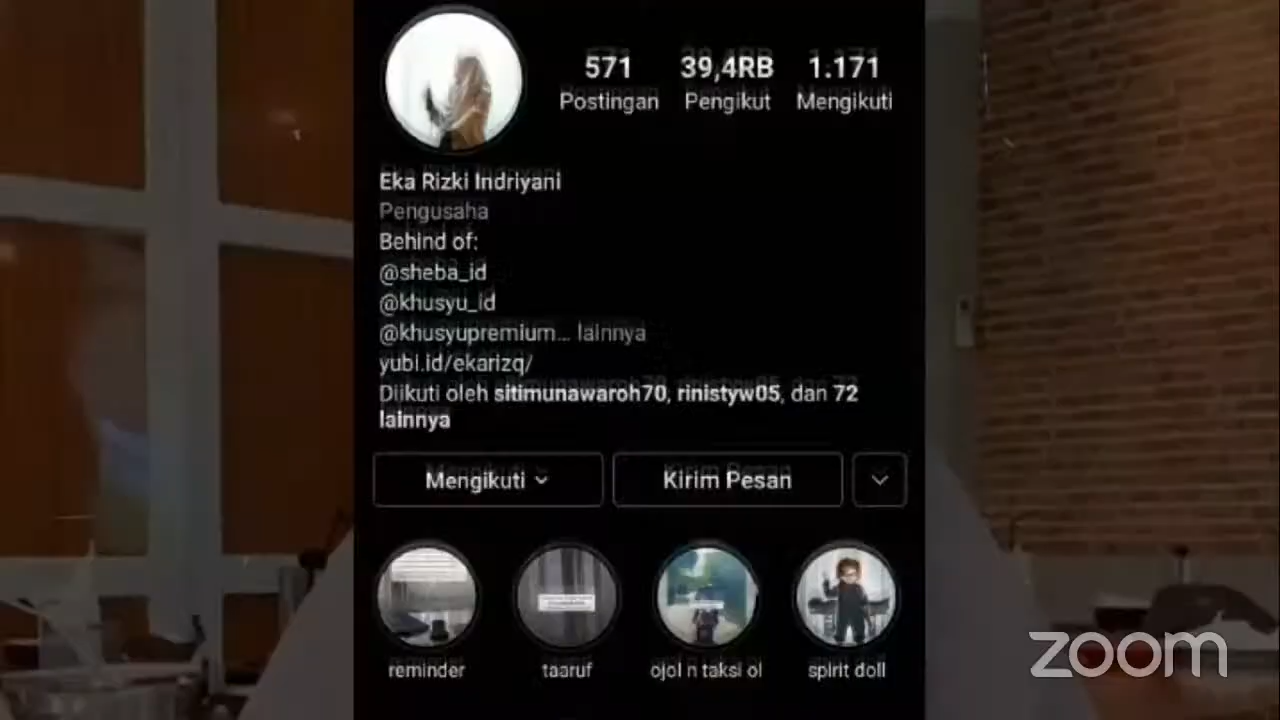 571 39,4RB 1.171
Postingan Pengikut Mengikuti
Eka Rizki Indriyani
Pengusaha
Behind of:
@sheba_id
@khusyu_id
@khusyupremium... lainnya
yubi.id/ekarizq/
Diikuti oleh sitimunawaroh70, rinistyw05, dan 72
lainnya
Mengikuti Kirim Pesan
reminder taaruf ojol n taksi ol spirit doll
zoom